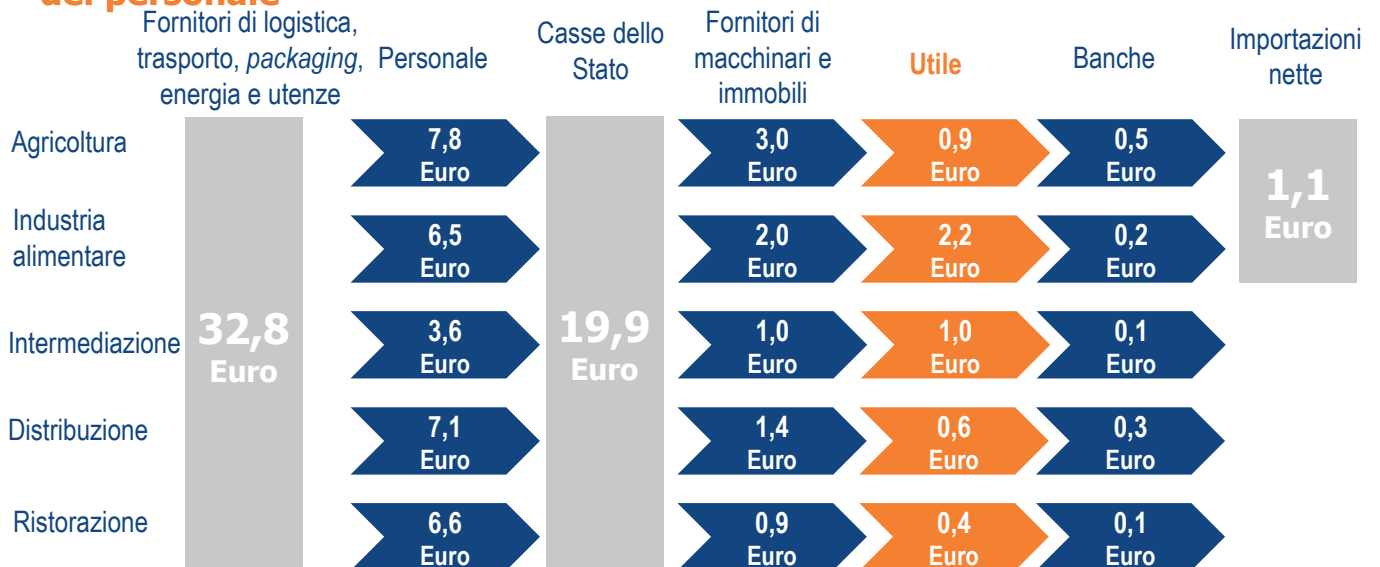 del personale
Fornitori di logistica,
trasporto, packaging,
energia e utenze
Personale
Casse dello
Stato
Fornitori di
macchinari e
immobili
Utile
Banche
Importazioni
nette
Agricoltura
7,8
Euro
3,0
Euro
0,9
Euro
0,5
Euro
1,1
Euro
Industria
alimentare
6,5
Euro
2,0
Euro
2,2
Euro
0,2
Euro
Intermediazione
32,8
Euro
3,6
Euro
19,9
Euro
1,0
Euro
1,0
Euro
0,1
Euro
Distribuzione
7,1
Euro
1,4
Euro
0,6
Euro
0,3
Euro
Ristorazione
6,6
Euro
0,9
Euro
0,4
Euro
0,1
Euro